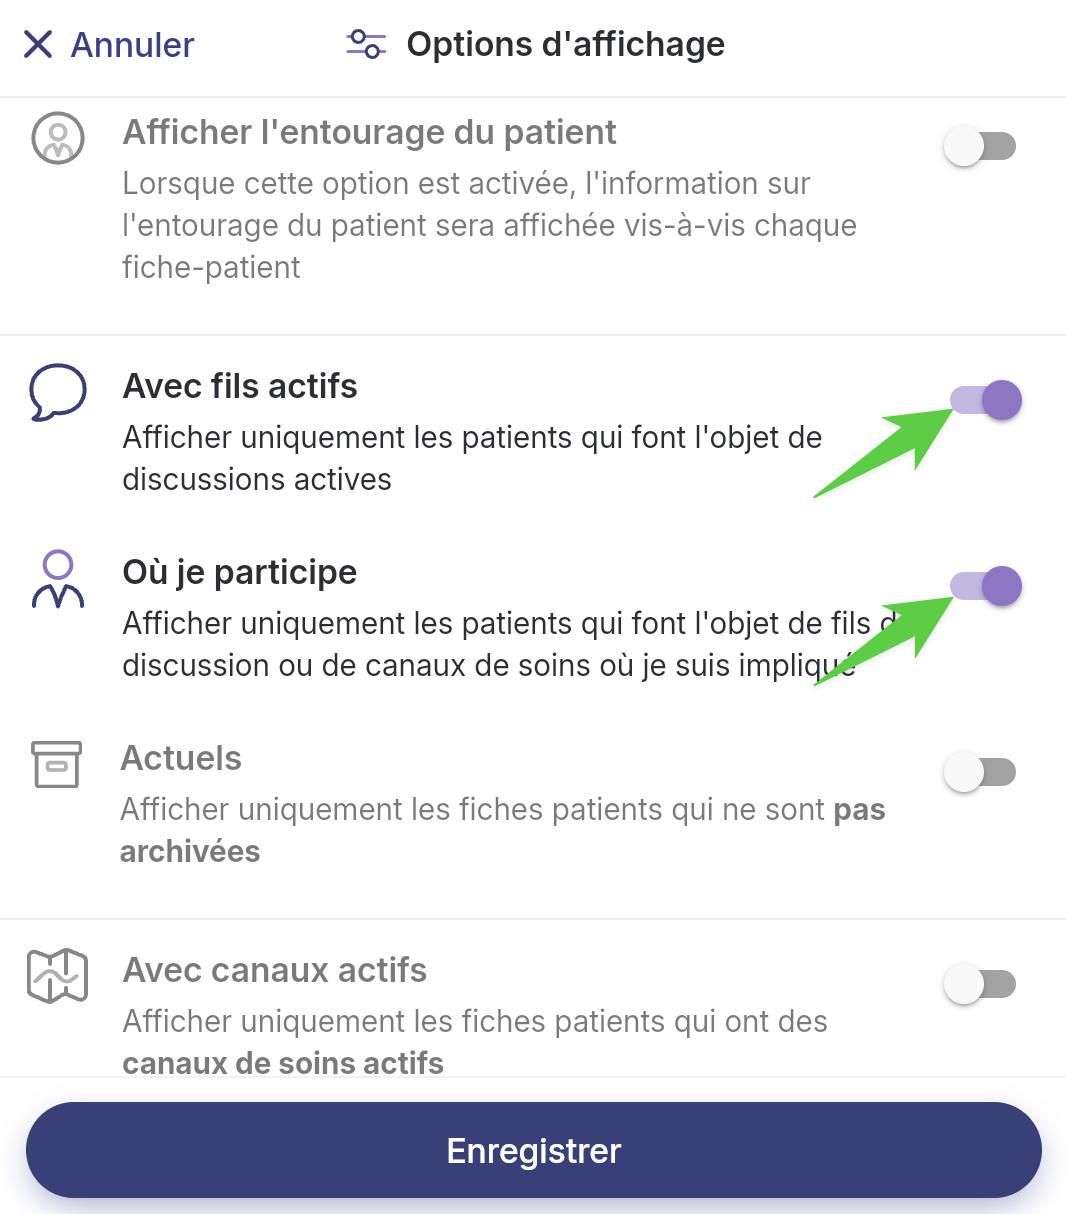 Annuler
Options d'affichage
Afficher l'entourage du patient
Lorsque cette option est activée, l'information sur
l'entourage du patient sera affichée vis-à-vis chaque
fiche-patient
Avec fils actifs
Afficher uniquement les patients qui font l'objet de
discussions actives
Où je participe
Afficher uniquement les patients qui font l'objet de fils
discussion ou de canaux de soins où je suis impliqué
Actuels
Afficher uniquement les fiches patients qui ne sont pas
archivées
Avec canaux actifs
Afficher uniquement les fiches patients qui ont des
canaux de soins actifs
Enregistrer